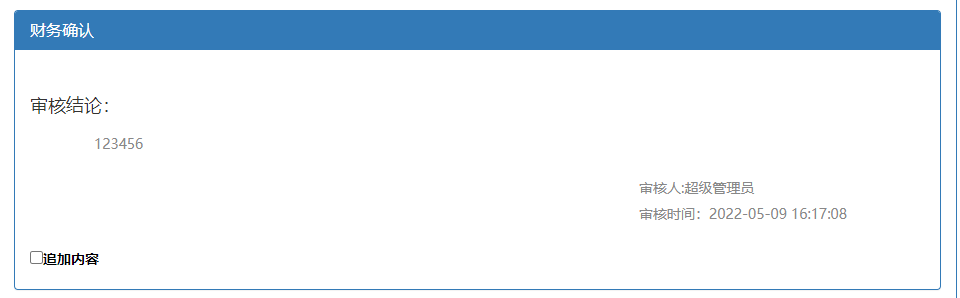 财务确认
审核结论：
123456
审核人:超级管理员
审核时间：2022-05-09 16:17:08
追加内容